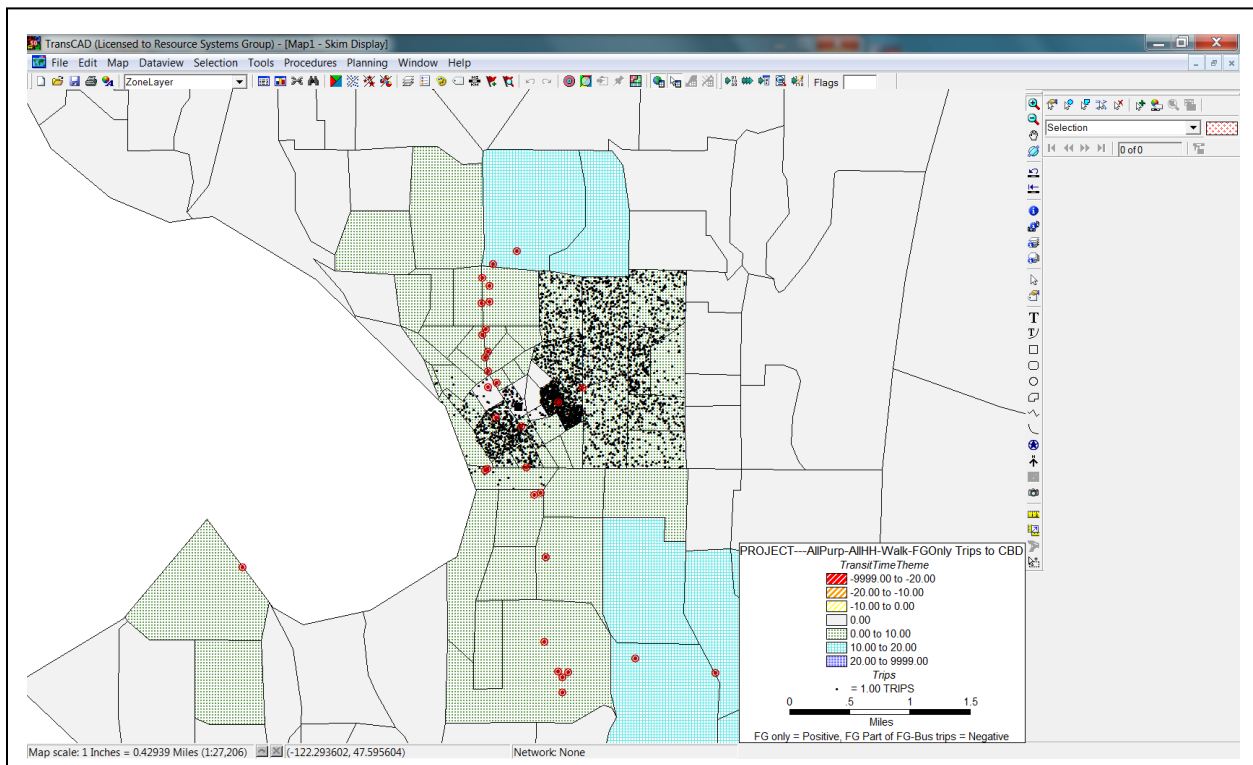 TransCAD (Licensed to Resource Systems Group) - [Map1 - Skim Display]
File Edit Map Dataview Selection Tools Procedures Planning Window Help
ZoneLayer
Flags
Selection
0 of 0
PROJECT---AllPurp-AllHH-Walk-FGOnly Trips to CBD
TransitTimeTheme
-9999.00 to -20.00
-20.00 to -10.00
-10.00 to 0.00
0.00
0.00 to 10.00
10.00 to 20.00
20.00 to 9999.00
Trips
= 1.00 TRIPS
0 .5 1 1.5
Miles
FG only = Positive, FG Part of FG-Bus trips = Negative
Map scale: 1 Inches = 0.42939 Miles (1:27,206) (-122.293602, 47.595604) Network: None